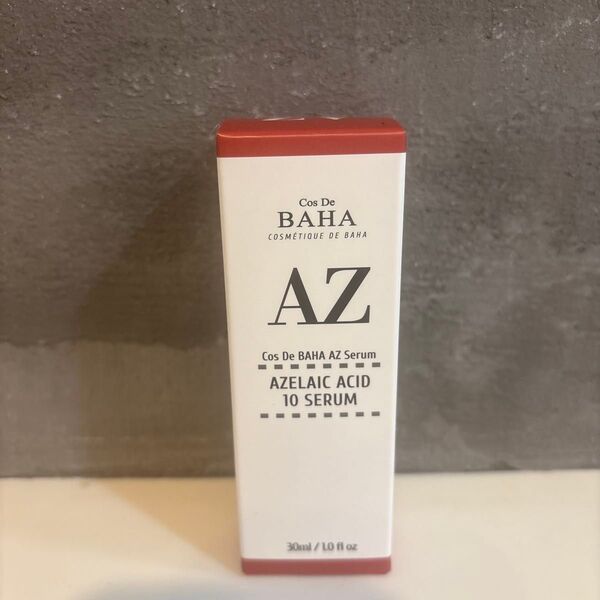 Cos De
BAHA
COSMÉTIQUE DE BAHA
AZ
Cos De BAHA AZ Serum
AZELAIC ACID
10 SERUM
30ml / 1.0 fl oz